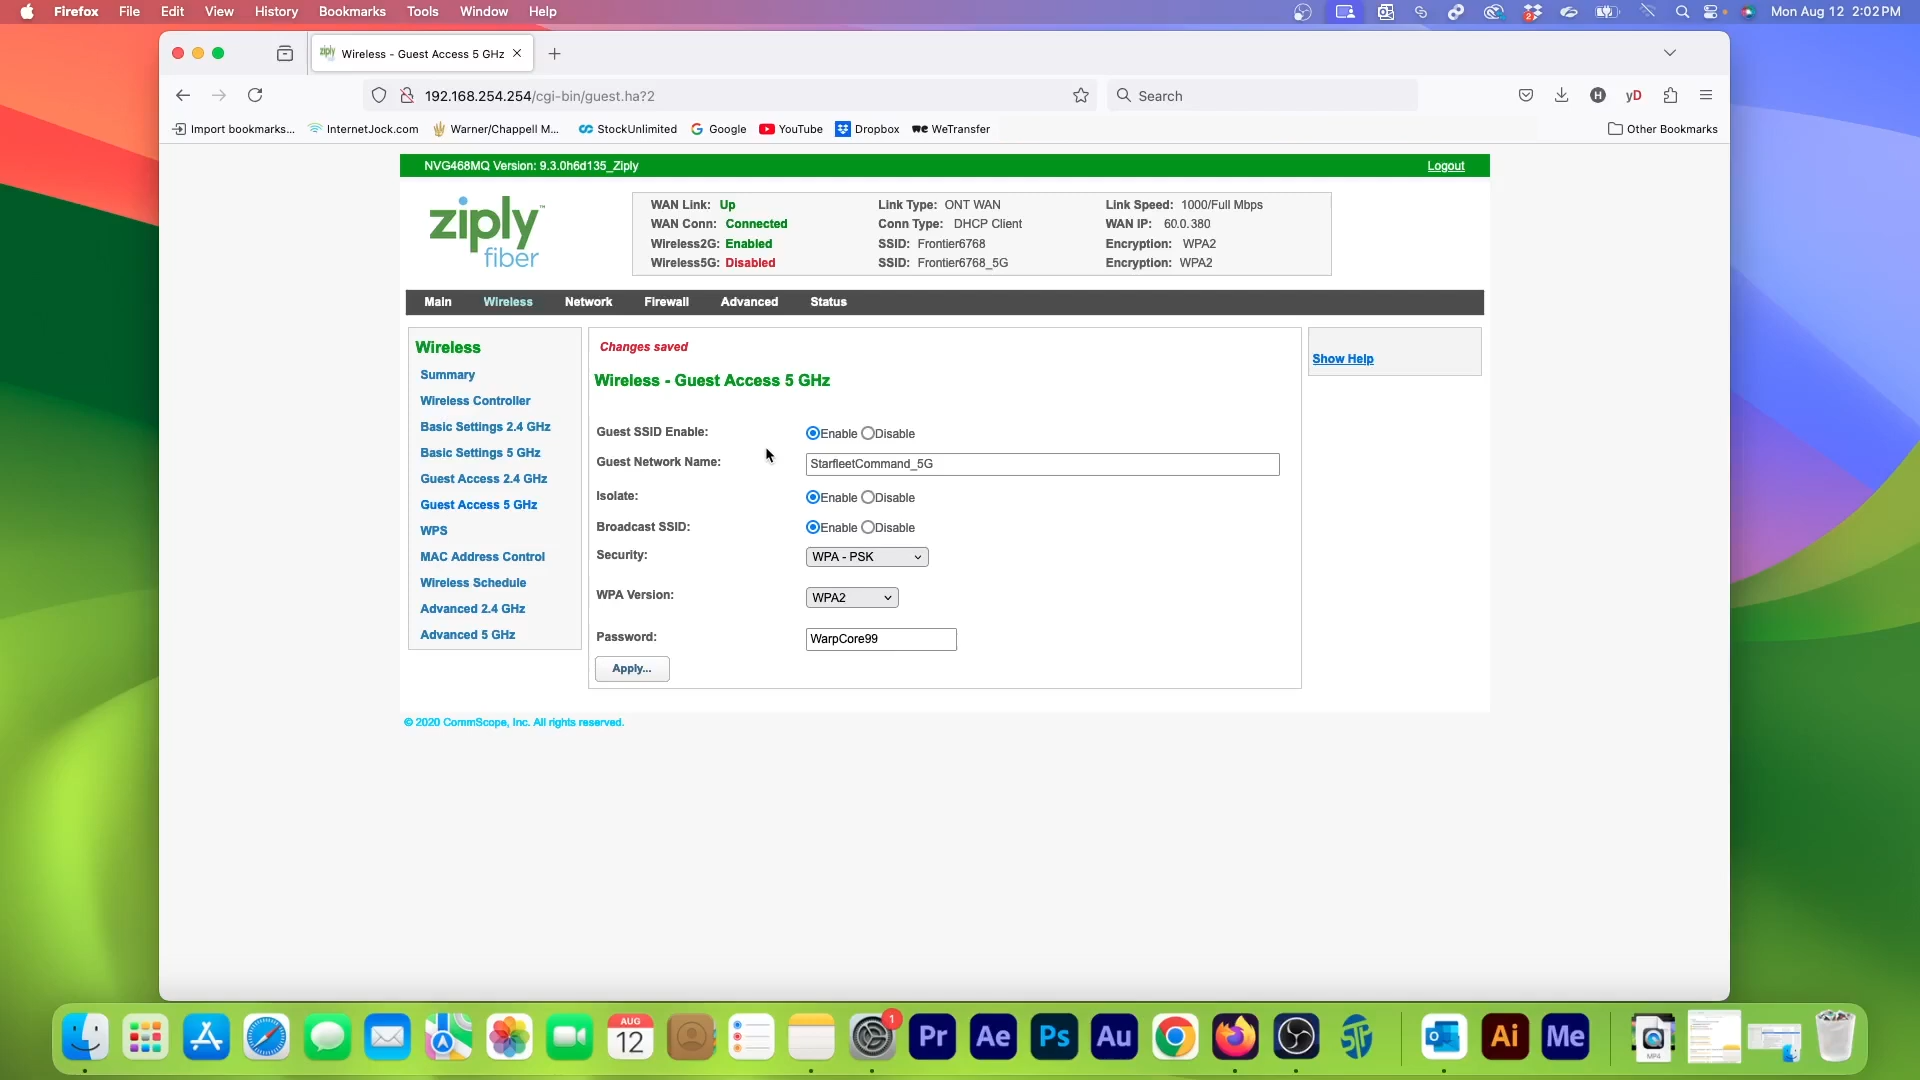 Firefox File Edit View History Bookmarks Tools Window Help
2
Mon Aug 12 2:02 PM
ziply Wireless - Guest Access 5 GHz
192.168.254.254/cgi-bin/guest.ha?2
Search
H yD
Import bookmarks... InternetJock.com Warner/Chappell M... StockUnlimited Google YouTube Dropbox WeTransfer Other Bookmarks
NVG468MQ Version: 9.3.0h6d135_Ziply Logout
ziply™
fiber
WAN Link: Up Link Type: ONT WAN Link Speed: 1000/Full Mbps
WAN Conn: Connected Conn Type: DHCP Client WAN IP: 60.0.380
Wireless2G: Enabled SSID: Frontier6768 Encryption: WPA2
Wireless5G: Disabled SSID: Frontier6768_5G Encryption: WPA2
Main Wireless Network Firewall Advanced Status
Wireless
Summary
Wireless Controller
Basic Settings 2.4 GHz
Basic Settings 5 GHz
Guest Access 2.4 GHz
Guest Access 5 GHz
WPS
MAC Address Control
Wireless Schedule
Advanced 2.4 GHz
Advanced 5 GHz
Changes saved
Wireless - Guest Access 5 GHz
Guest SSID Enable: Enable Disable
Guest Network Name: StarfleetCommand_5G
Isolate: Enable Disable
Broadcast SSID: Enable Disable
Security: WPA - PSK
WPA Version: WPA2
Password: WarpCore99
Apply...
Show Help
© 2020 CommScope, Inc. All rights reserved.
AUG
12
1
Pr Ae Ps Au
Ai Me
MP4